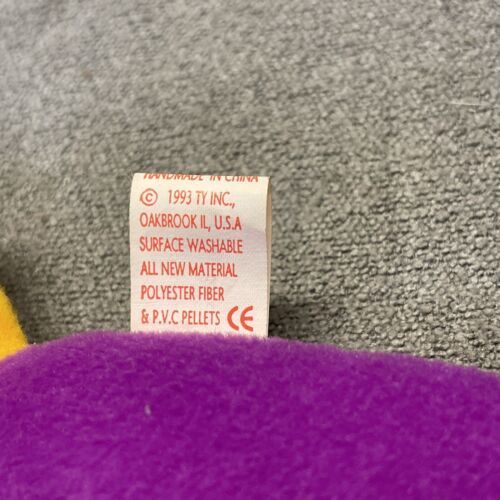 HANDMADE IN CHINA
© 1993 TY INC.,
OAKBROOK IL, U.S.A
SURFACE WASHABLE
ALL NEW MATERIAL
POLYESTER FIBER
& P.V.C PELLETS CE